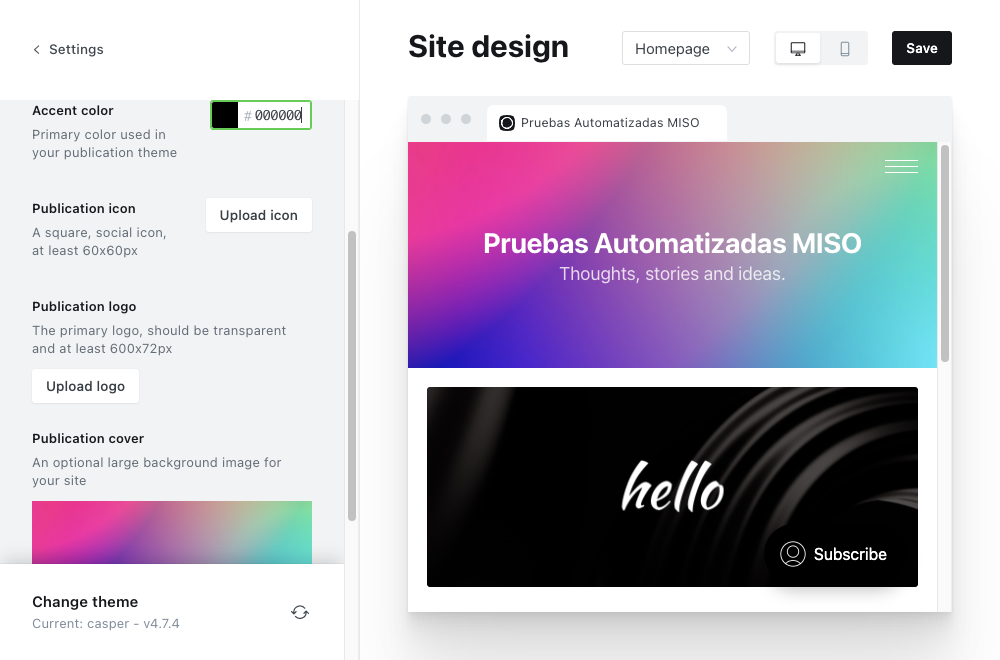 Settings
Site design
Homepage
Save
Accent color
# 000000
Primary color used in
your publication theme
Publication icon
Upload icon
A square, social icon,
at least 60x60px
Publication logo
The primary logo, should be transparent
and at least 600x72px
Upload logo
Publication cover
An optional large background image for
your site
Change theme
Current: casper - v4.7.4
Pruebas Automatizadas MISO
Pruebas Automatizadas MISO
Thoughts, stories and ideas.
hello
Subscribe